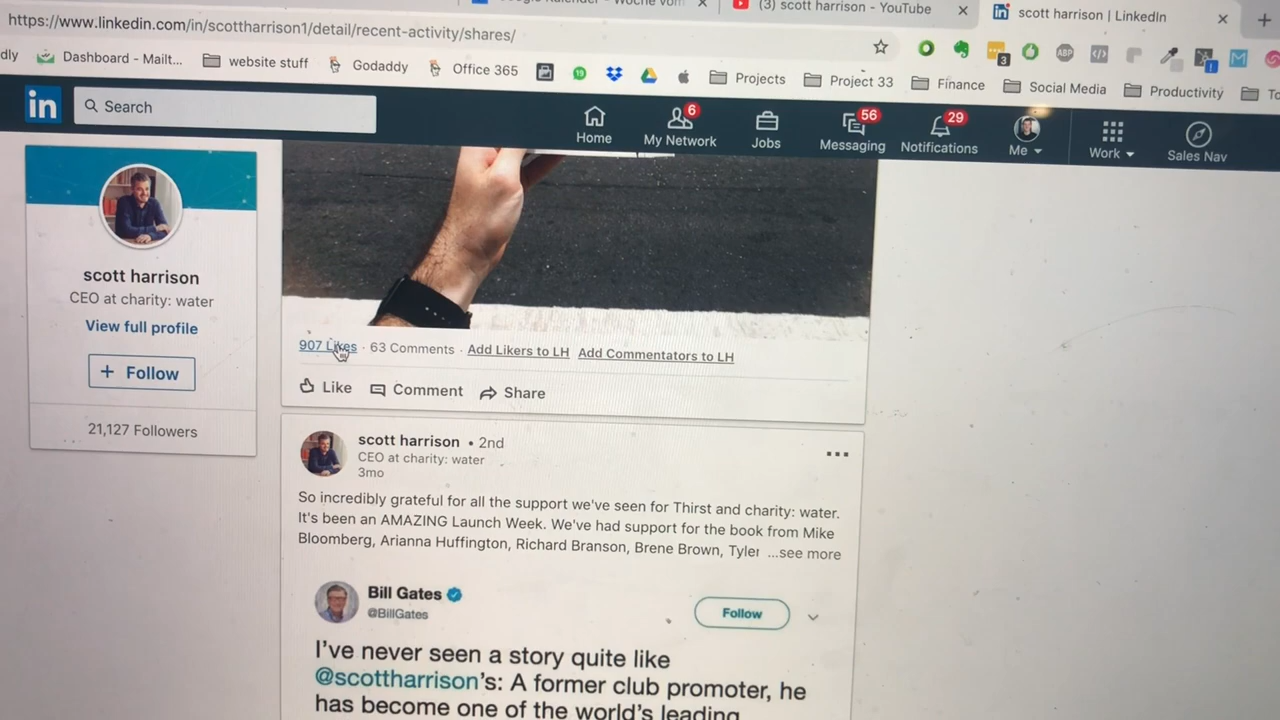 (3) scott harrison - YouTube
scott harrison | LinkedIn
https://www.linkedin.com/in/scottharrison1/detail/recent-activity/shares/
dly
Dashboard - Mailt...
website stuff
Godaddy
Office 365
19
Projects
Project 33
Finance
Social Media
Productivity
3
ABP
in
Search
Home
6
My Network
Jobs
56
Messaging
29
Notifications
Me
Work
Sales Nav
scott harrison
CEO at charity: water
View full profile
+ Follow
21,127 Followers
907 Likes · 63 Comments · Add Likers to LH Add Commentators to LH
Like Comment Share
scott harrison • 2nd
CEO at charity: water
3mo
So incredibly grateful for all the support we've seen for Thirst and charity: water.
It's been an AMAZING Launch Week. We've had support for the book from Mike
Bloomberg, Arianna Huffington, Richard Branson, Brene Brown, Tyler ...see more
Bill Gates
@BillGates
Follow
I've never seen a story quite like
@scottharrison's: A former club promoter, he
has become one of the world's leading